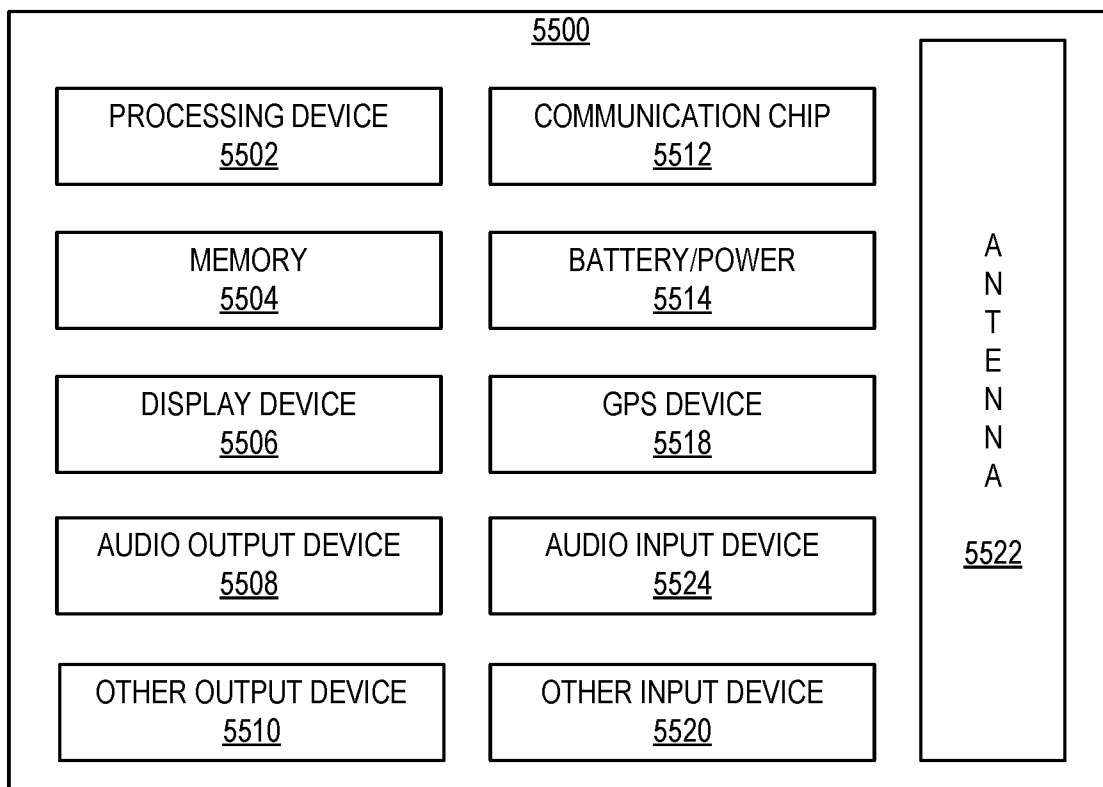 5500
PROCESSING DEVICE
5502
COMMUNICATION CHIP
5512
MEMORY
5504
BATTERY/POWER
5514
DISPLAY DEVICE
5506
GPS DEVICE
5518
AUDIO OUTPUT DEVICE
5508
AUDIO INPUT DEVICE
5524
OTHER OUTPUT DEVICE
5510
OTHER INPUT DEVICE
5520
ANTENNA
5522